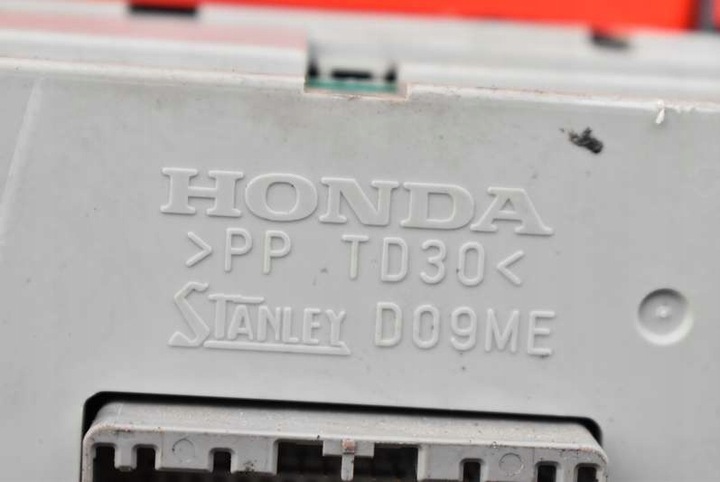 HONDA
>PP TD30<
STANLEY D09ME